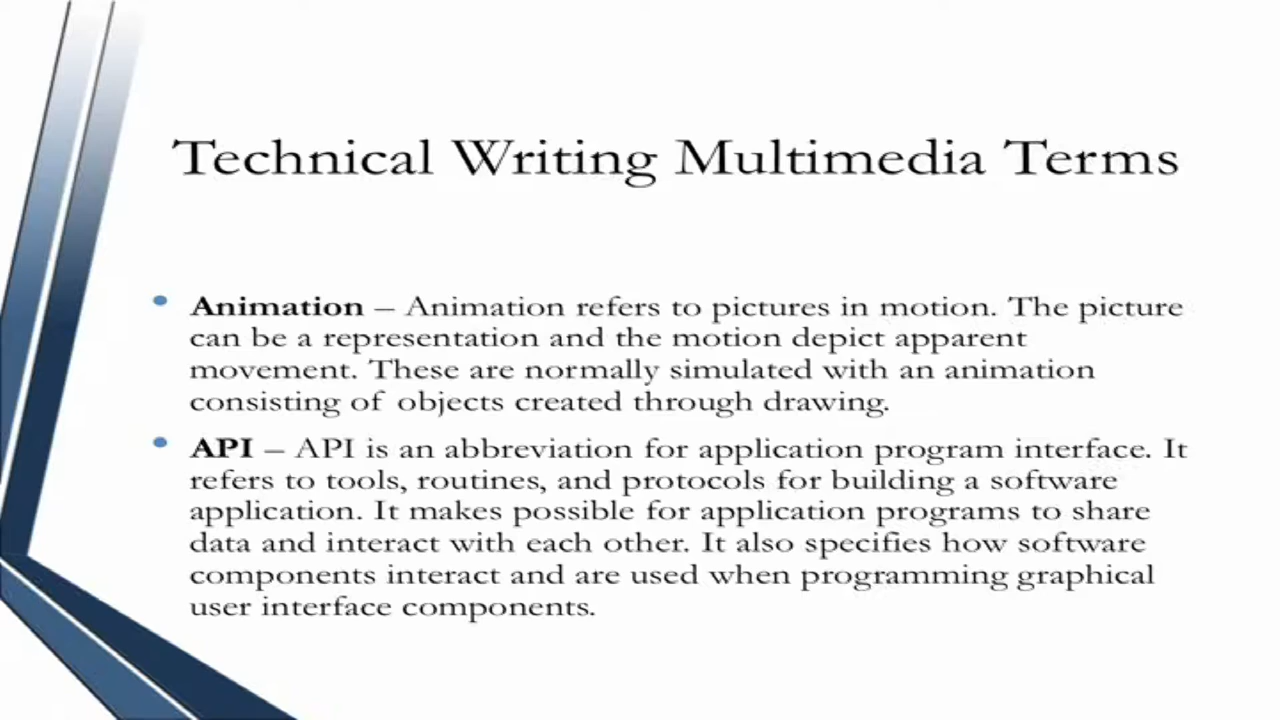 Technical Writing Multimedia Terms
• Animation – Animation refers to pictures in motion. The picture
can be a representation and the motion depict apparent
movement. These are normally simulated with an animation
consisting of objects created through drawing.
• API – API is an abbreviation for application program interface. It
refers to tools, routines, and protocols for building a software
application. It makes possible for application programs to share
data and interact with each other. It also specifies how software
components interact and are used when programming graphical
user interface components.